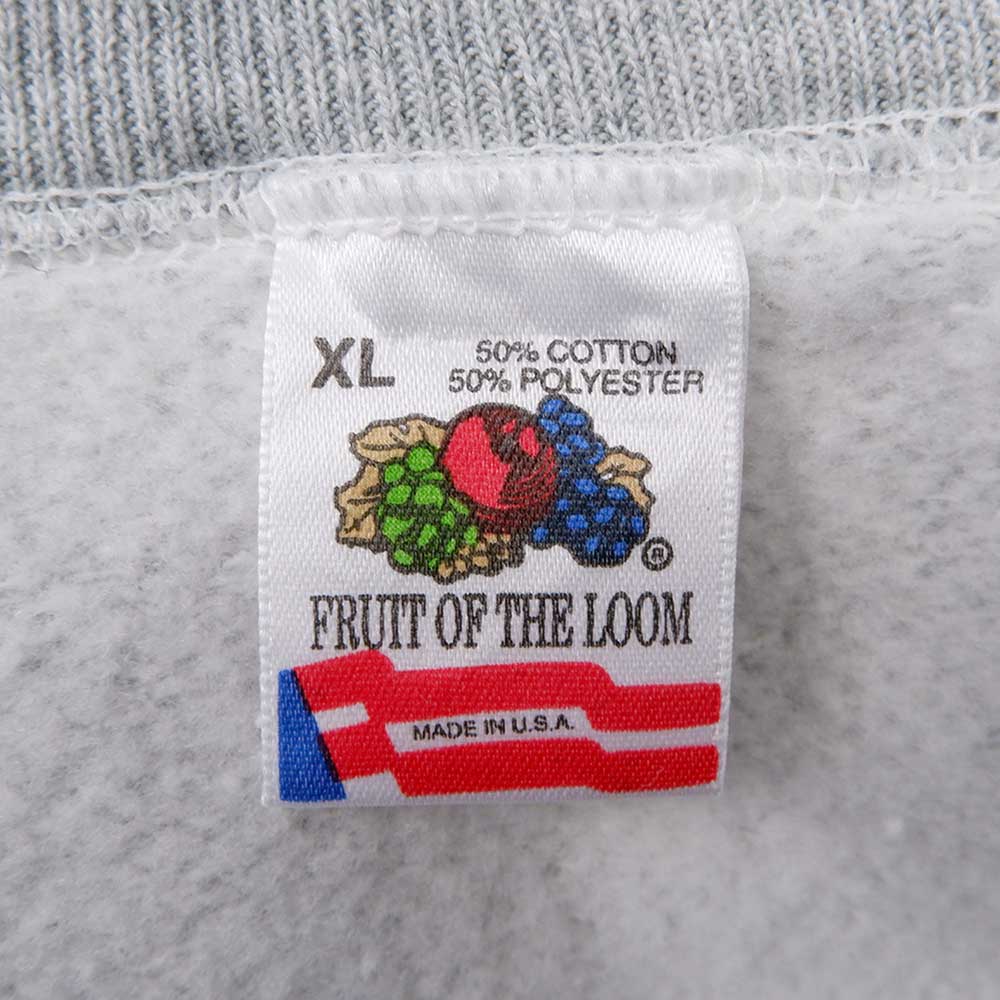 XL
50% COTTON
50% POLYESTER
®
FRUIT OF THE LOOM
MADE IN U.S.A.